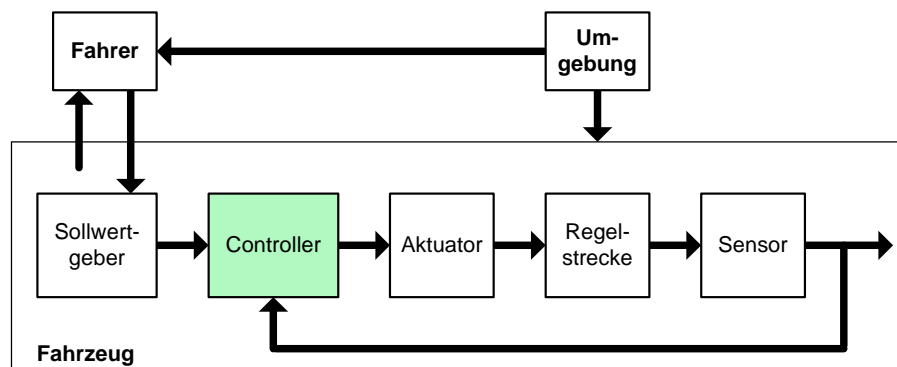 Fahrer
Um-
gebung
Sollwert-
geber
Controller
Aktuator
Regel-
strecke
Sensor
Fahrzeug